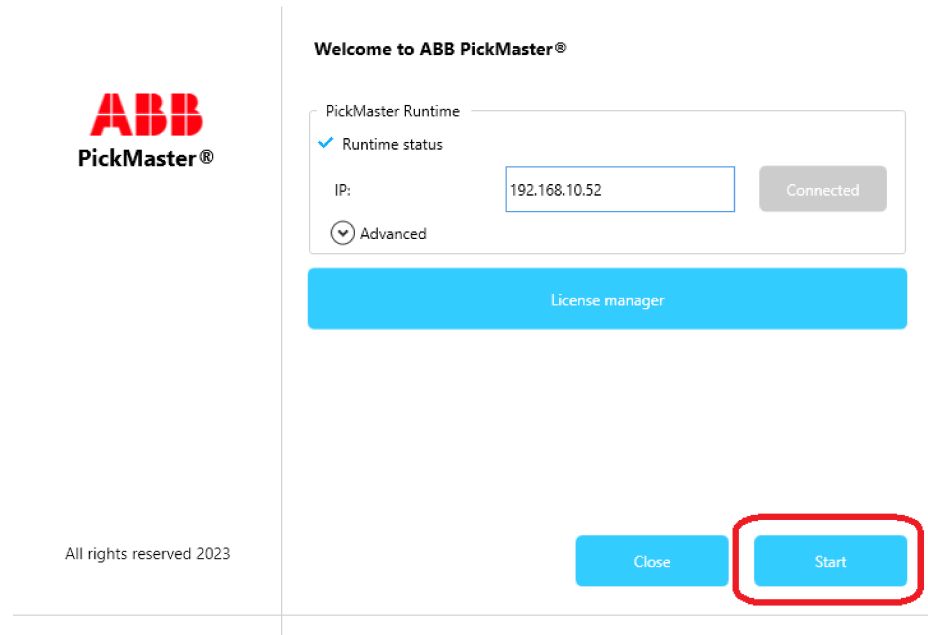 Welcome to ABB PickMaster®
ABB
PickMaster®
PickMaster Runtime
Runtime status
IP:
192.168.10.52
Connected
Advanced
License manager
All rights reserved 2023
Close
Start